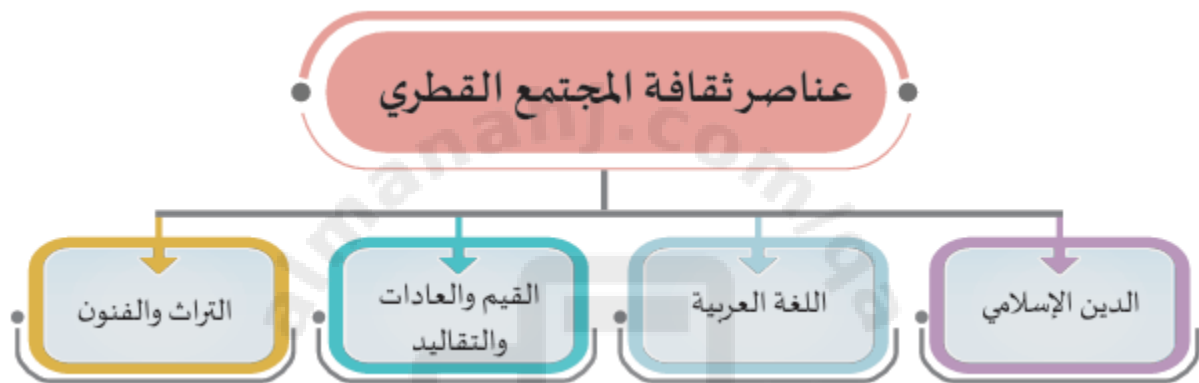 عناصر ثقافة المجتمع القطري
الدين الإسلامي
اللغة العربية
القيم والعادات
والتقاليد
التراث والفنون
almanahj.com/qa